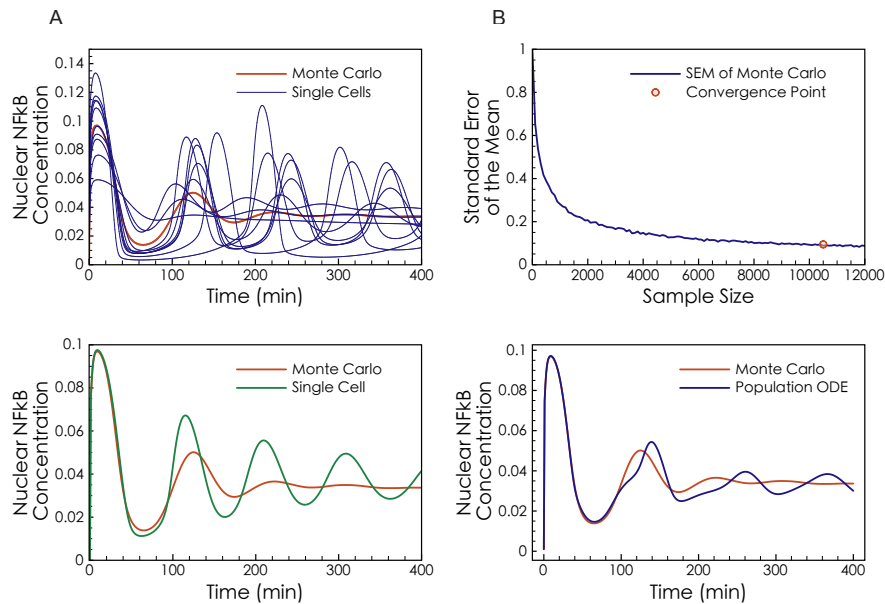 A
Nuclear NFkB
Concentration
0.14
0.12
0.1
0.08
0.06
0.04
0.02
0
0
100
200
300
400
Time (min)
Monte Carlo
Single Cells
B
Standard Error
of the Mean
1
0.8
0.6
0.4
0.2
0
0
2000
4000
6000
8000
10000
12000
Sample Size
SEM of Monte Carlo
Convergence Point
Nuclear NFkB
Concentration
0.1
0.08
0.06
0.04
0.02
0
0
100
200
300
400
Time (min)
Monte Carlo
Single Cell
Nuclear NFkB
Concentration
0.1
0.08
0.06
0.04
0.02
0
0
100
200
300
400
Time (min)
Monte Carlo
Population ODE